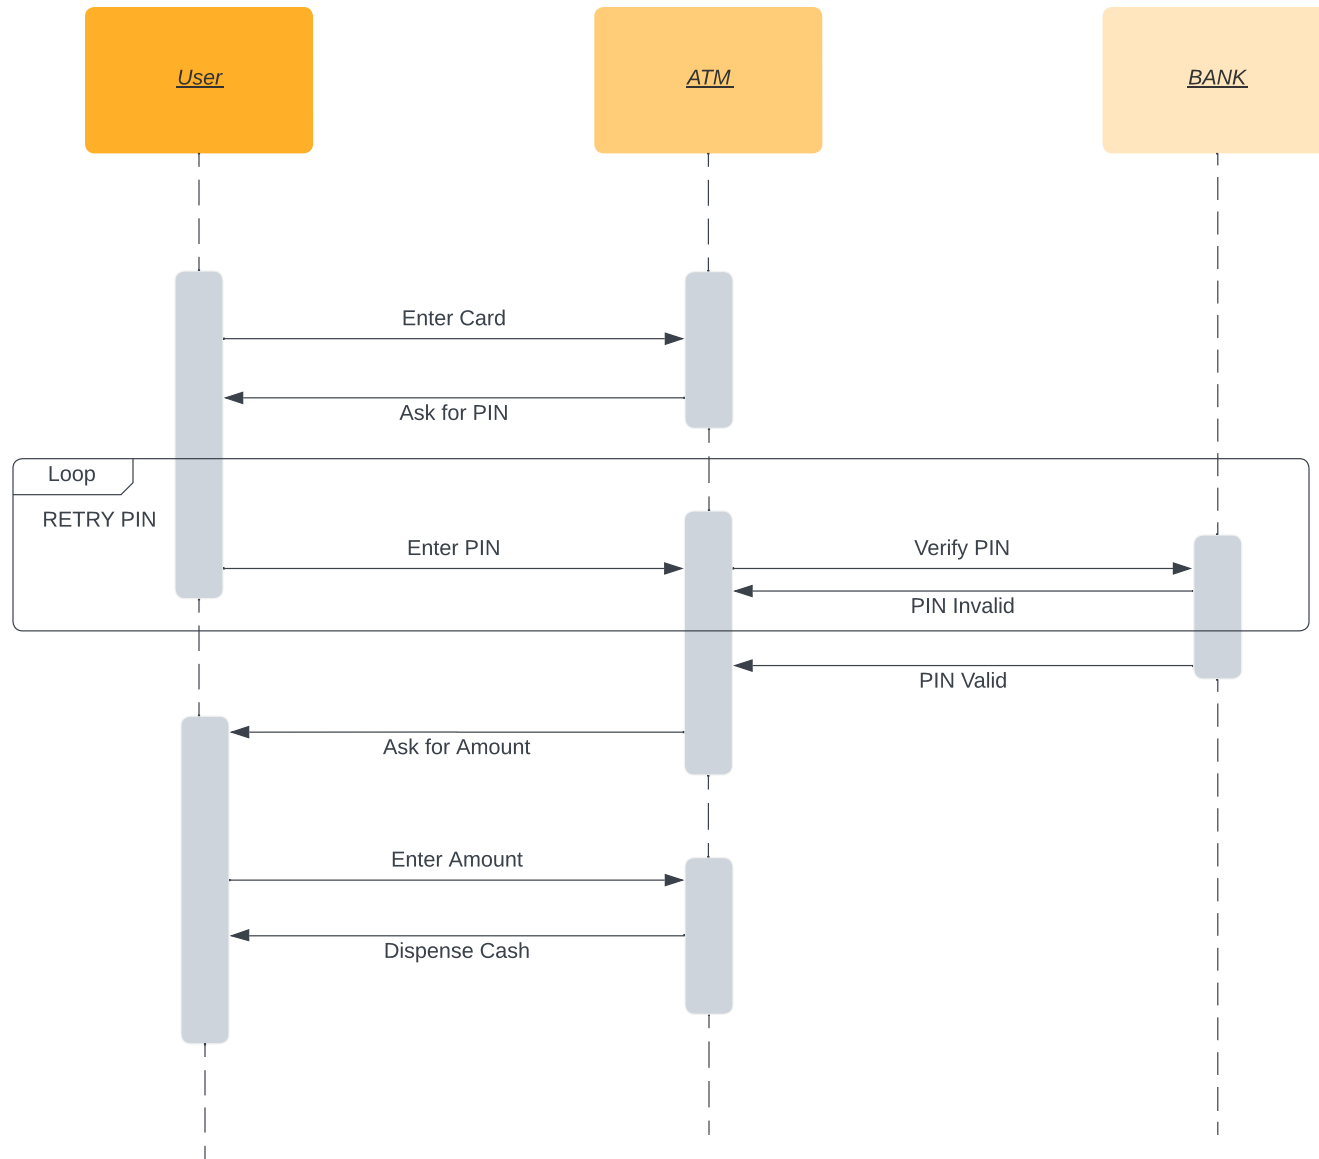 User
ATM
BANK
Enter Card
Ask for PIN
Loop
RETRY PIN
Enter PIN
Verify PIN
PIN Invalid
PIN Valid
Ask for Amount
Enter Amount
Dispense Cash